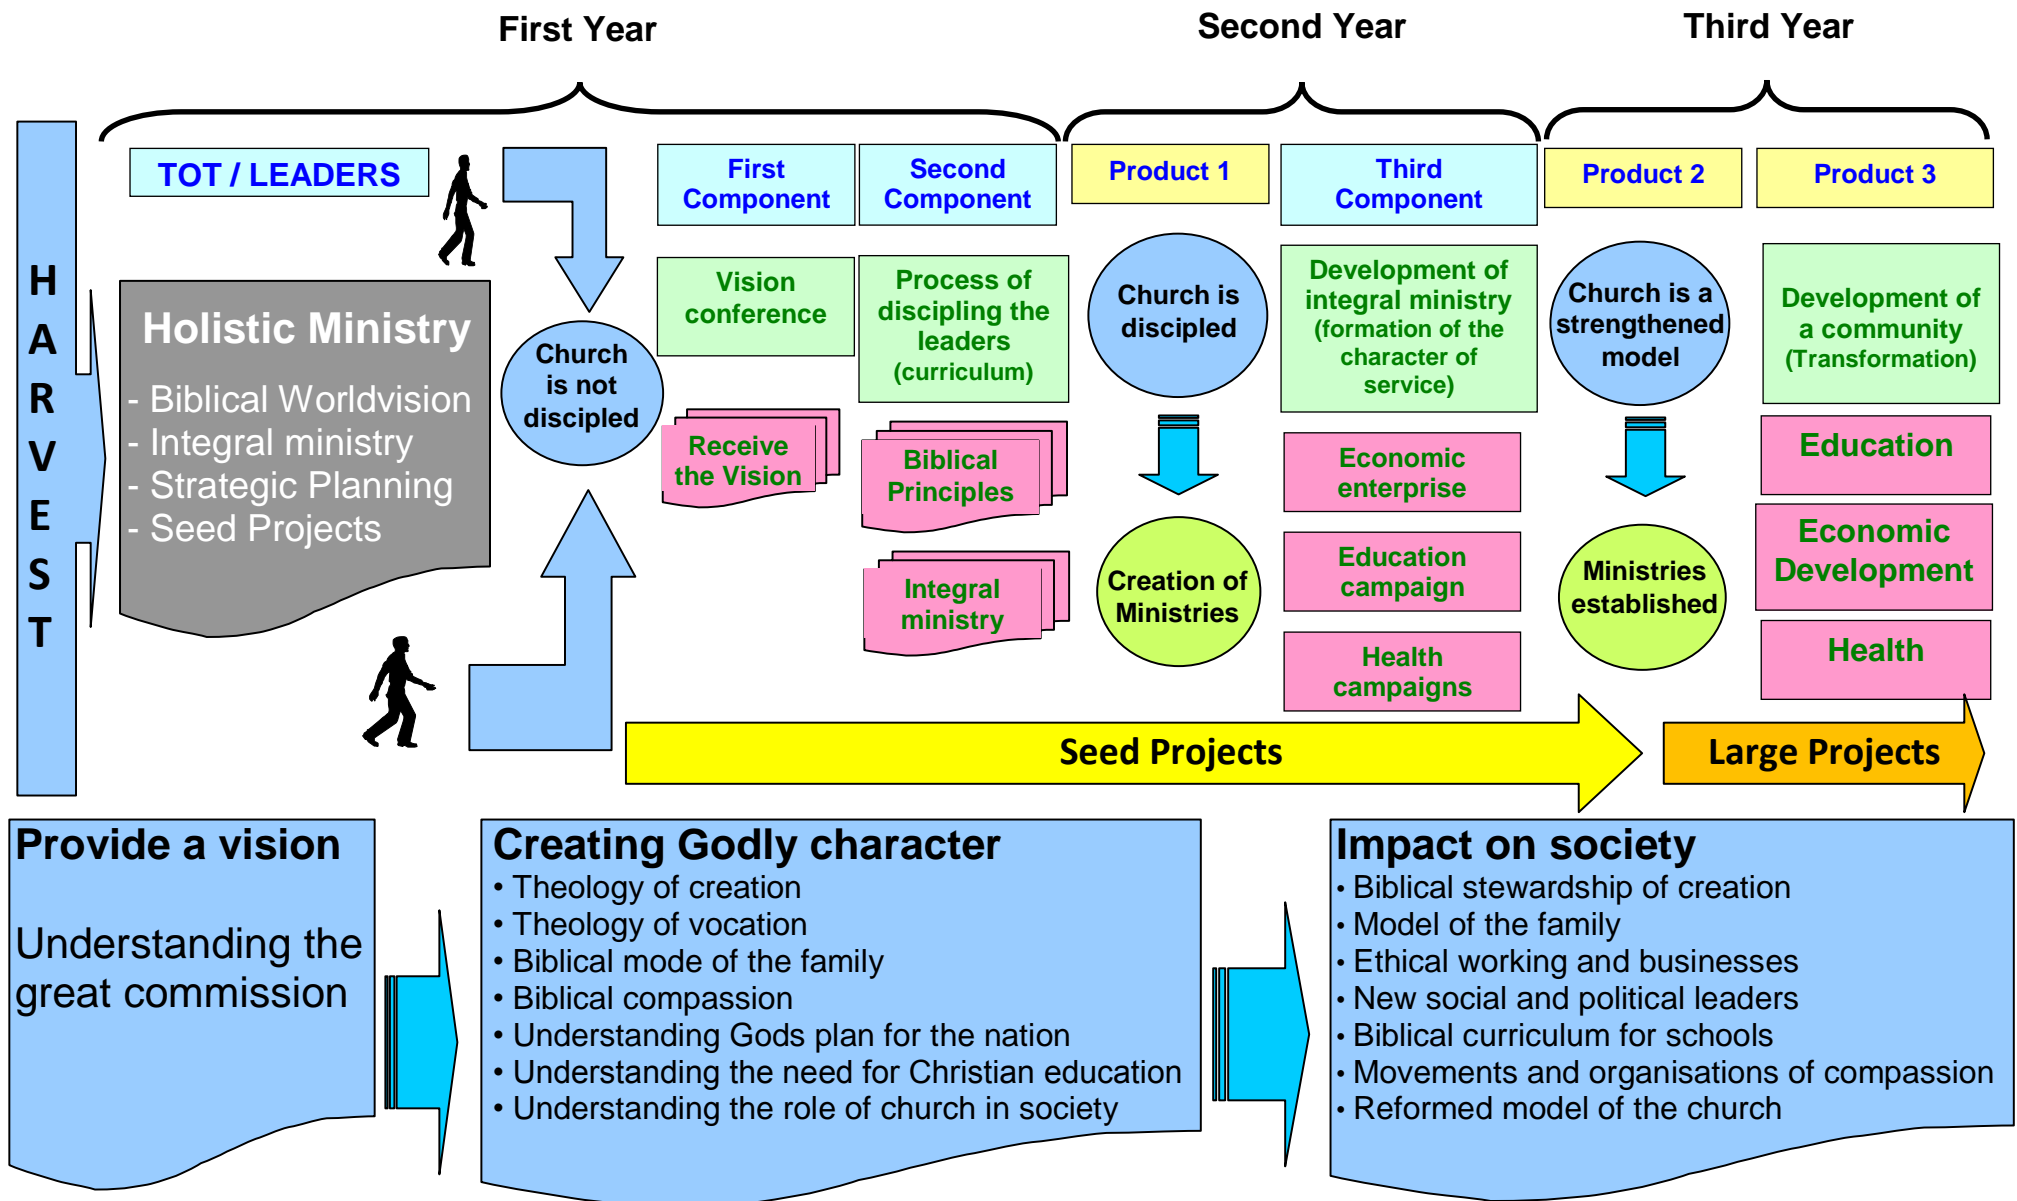 First Year
Second Year
Third Year
HARVEST
TOT / LEADERS
Holistic Ministry
- Biblical Worldvision
- Integral ministry
- Strategic Planning
- Seed Projects
Church
is not
discipled
First
Component
Vision
conference
Receive
the Vision
Second
Component
Process of
discipling the
leaders
(curriculum)
Biblical
Principles
Integral
ministry
Product 1
Church is
discipled
Creation of
Ministries
Third
Component
Development of
integral ministry
(formation of the
character of
service)
Economic
enterprise
Education
campaign
Health
campaigns
Product 2
Church is a
strengthened
model
Ministries
established
Product 3
Development of
a community
(Transformation)
Education
Economic
Development
Health
Seed Projects
Large Projects
Provide a vision
Understanding the
great commission
Creating Godly character
• Theology of creation
• Theology of vocation
• Biblical mode of the family
• Biblical compassion
• Understanding Gods plan for the nation
• Understanding the need for Christian education
• Understanding the role of church in society
Impact on society
• Biblical stewardship of creation
• Model of the family
• Ethical working and businesses
• New social and political leaders
• Biblical curriculum for schools
• Movements and organisations of compassion
• Reformed model of the church